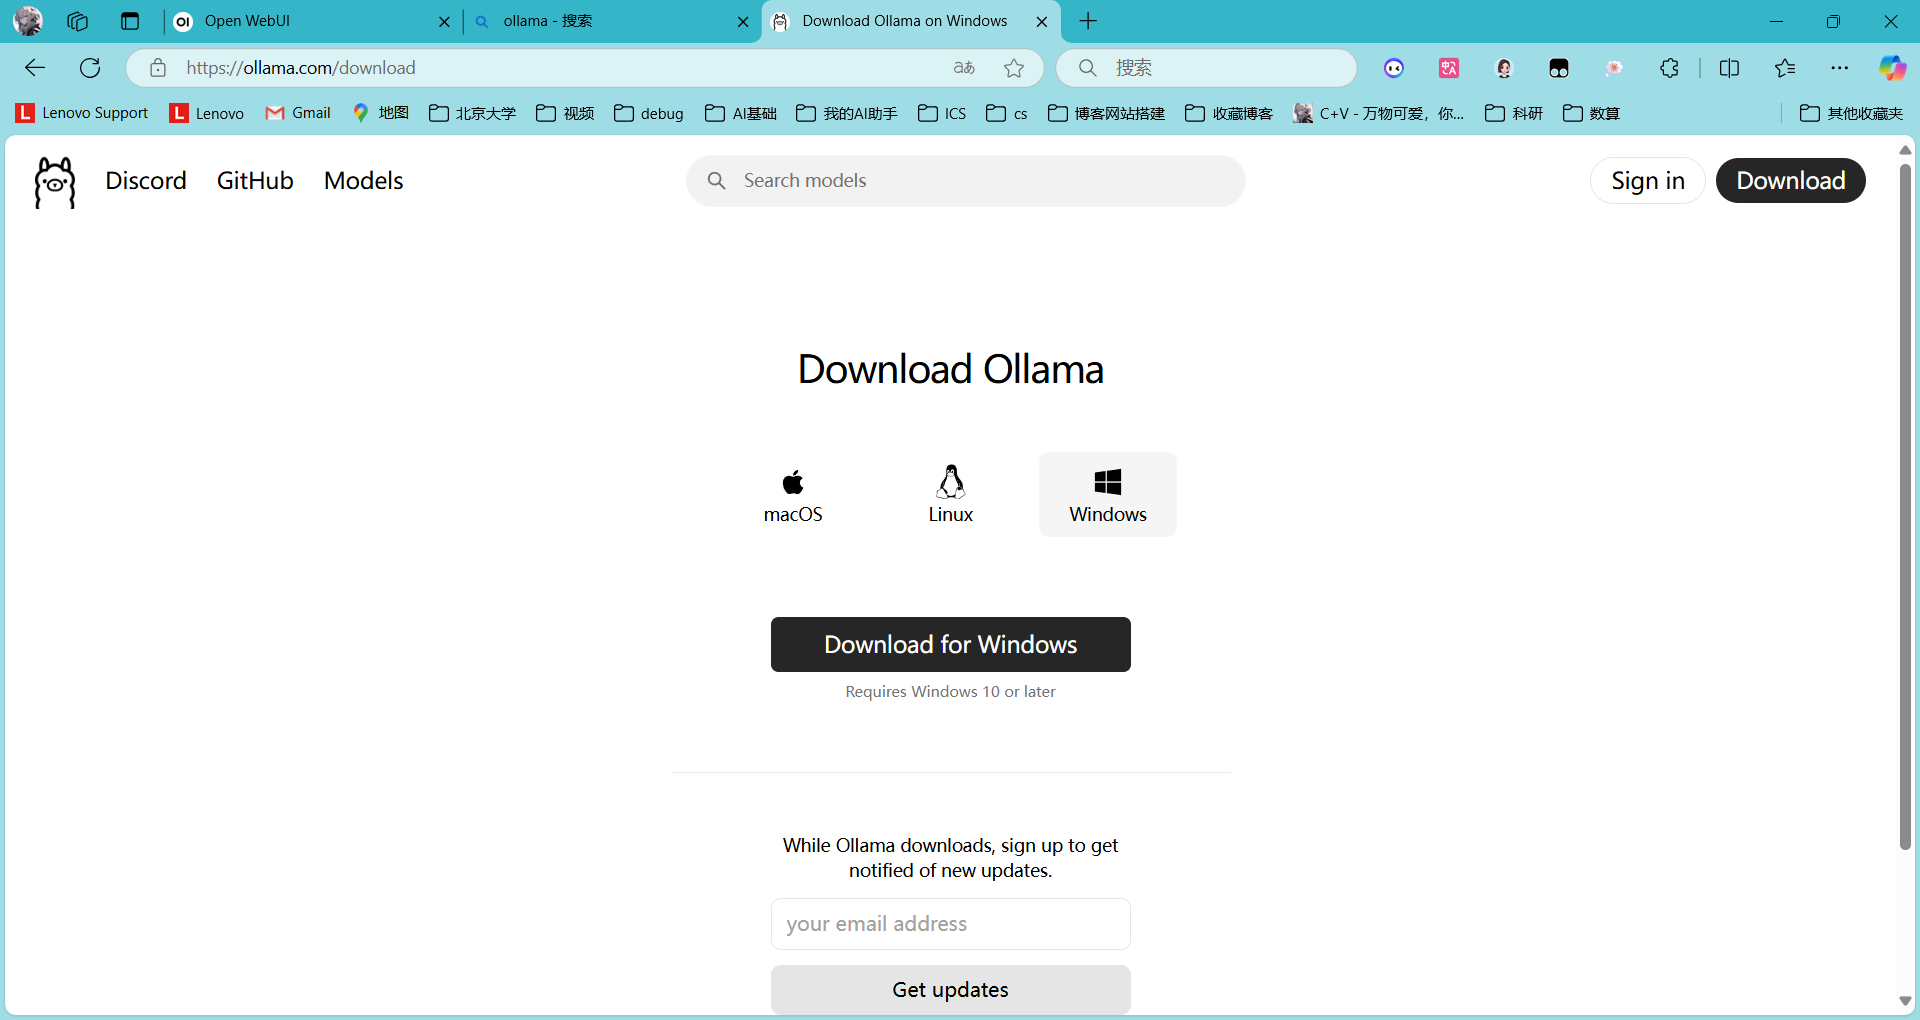 Open WebUI
ollama - 搜索
Download Ollama on Windows
https://ollama.com/download
搜索
Lenovo Support
Lenovo
Gmail
地图
北京大学
视频
debug
AI基础
我的AI助手
ICS
cs
博客网站搭建
收藏博客
C+V - 万物可爱，你...
科研
数算
其他收藏夹
Discord
GitHub
Models
Search models
Sign in
Download
Download Ollama
macOS
Linux
Windows
Download for Windows
Requires Windows 10 or later
While Ollama downloads, sign up to get
notified of new updates.
your email address
Get updates